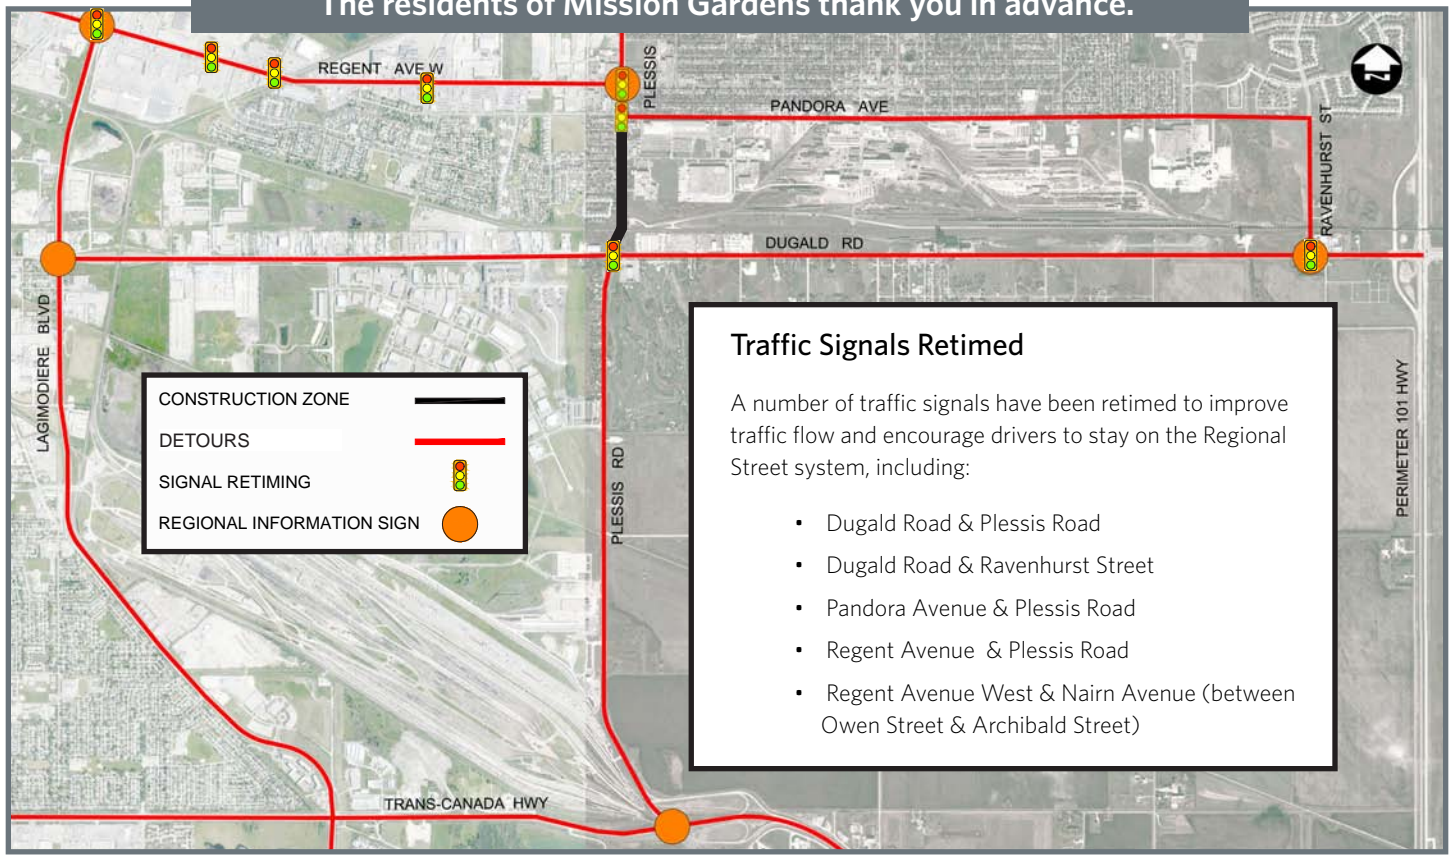 The residents of Mission Gardens thank you in advance.
REGENT AVE W
PLESSIS
PANDORA AVE
RAVENHURST ST
DUGALD RD
LAGIMODIERE BLVD
CONSTRUCTION ZONE
DETOURS
SIGNAL RETIMING
REGIONAL INFORMATION SIGN
PLESSIS RD
Traffic Signals Retimed
A number of traffic signals have been retimed to improve
traffic flow and encourage drivers to stay on the Regional
Street system, including:
• Dugald Road & Plessis Road
• Dugald Road & Ravenhurst Street
• Pandora Avenue & Plessis Road
• Regent Avenue & Plessis Road
• Regent Avenue West & Nairn Avenue (between
Owen Street & Archibald Street)
PERIMETER 101 HWY
TRANS-CANADA HWY
N